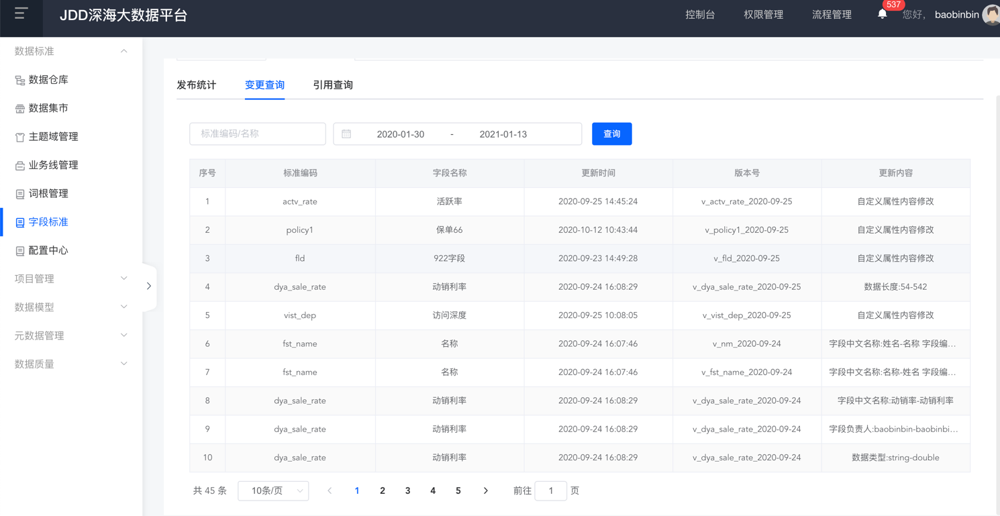 JDD深海大数据平台
控制台 权限管理 流程管理 537 您好, baobinbin
数据标准
数据仓库
数据集市
主题域管理
业务线管理
词根管理
字段标准
配置中心
项目管理
数据模型
元数据管理
数据质量
发布统计 变更查询 引用查询
标准编码/名称 2020-01-30 - 2021-01-13 查询
序号 标准编码 字段名称 更新时间 版本号 更新内容
1 actv_rate 活跃率 2020-09-25 14:45:24 v_actv_rate_2020-09-25 自定义属性内容修改
2 policy1 保单66 2020-10-12 10:43:44 v_policy1_2020-09-25 自定义属性内容修改
3 fld 922字段 2020-09-23 14:49:28 v_fld_2020-09-25 自定义属性内容修改
4 dya_sale_rate 动销利率 2020-09-24 16:08:29 v_dya_sale_rate_2020-09-25 数据长度:54-542
5 vist_dep 访问深度 2020-09-25 10:08:05 v_vist_dep_2020-09-25 自定义属性内容修改
6 fst_name 名称 2020-09-24 16:07:46 v_nm_2020-09-24 字段中文名称:姓名-名称 字段编...
7 fst_name 名称 2020-09-24 16:07:46 v_fst_name_2020-09-24 字段中文名称:名称-姓名 字段编...
8 dya_sale_rate 动销利率 2020-09-24 16:08:29 v_dya_sale_rate_2020-09-24 字段中文名称:动销率-动销利率
9 dya_sale_rate 动销利率 2020-09-24 16:08:29 v_dya_sale_rate_2020-09-24 字段负责人:baobinbin-baobinbi...
10 dya_sale_rate 动销利率 2020-09-24 16:08:29 v_dya_sale_rate_2020-09-24 数据类型:string-double
共 45 条 10条/页 1 2 3 4 5 前往 1 页